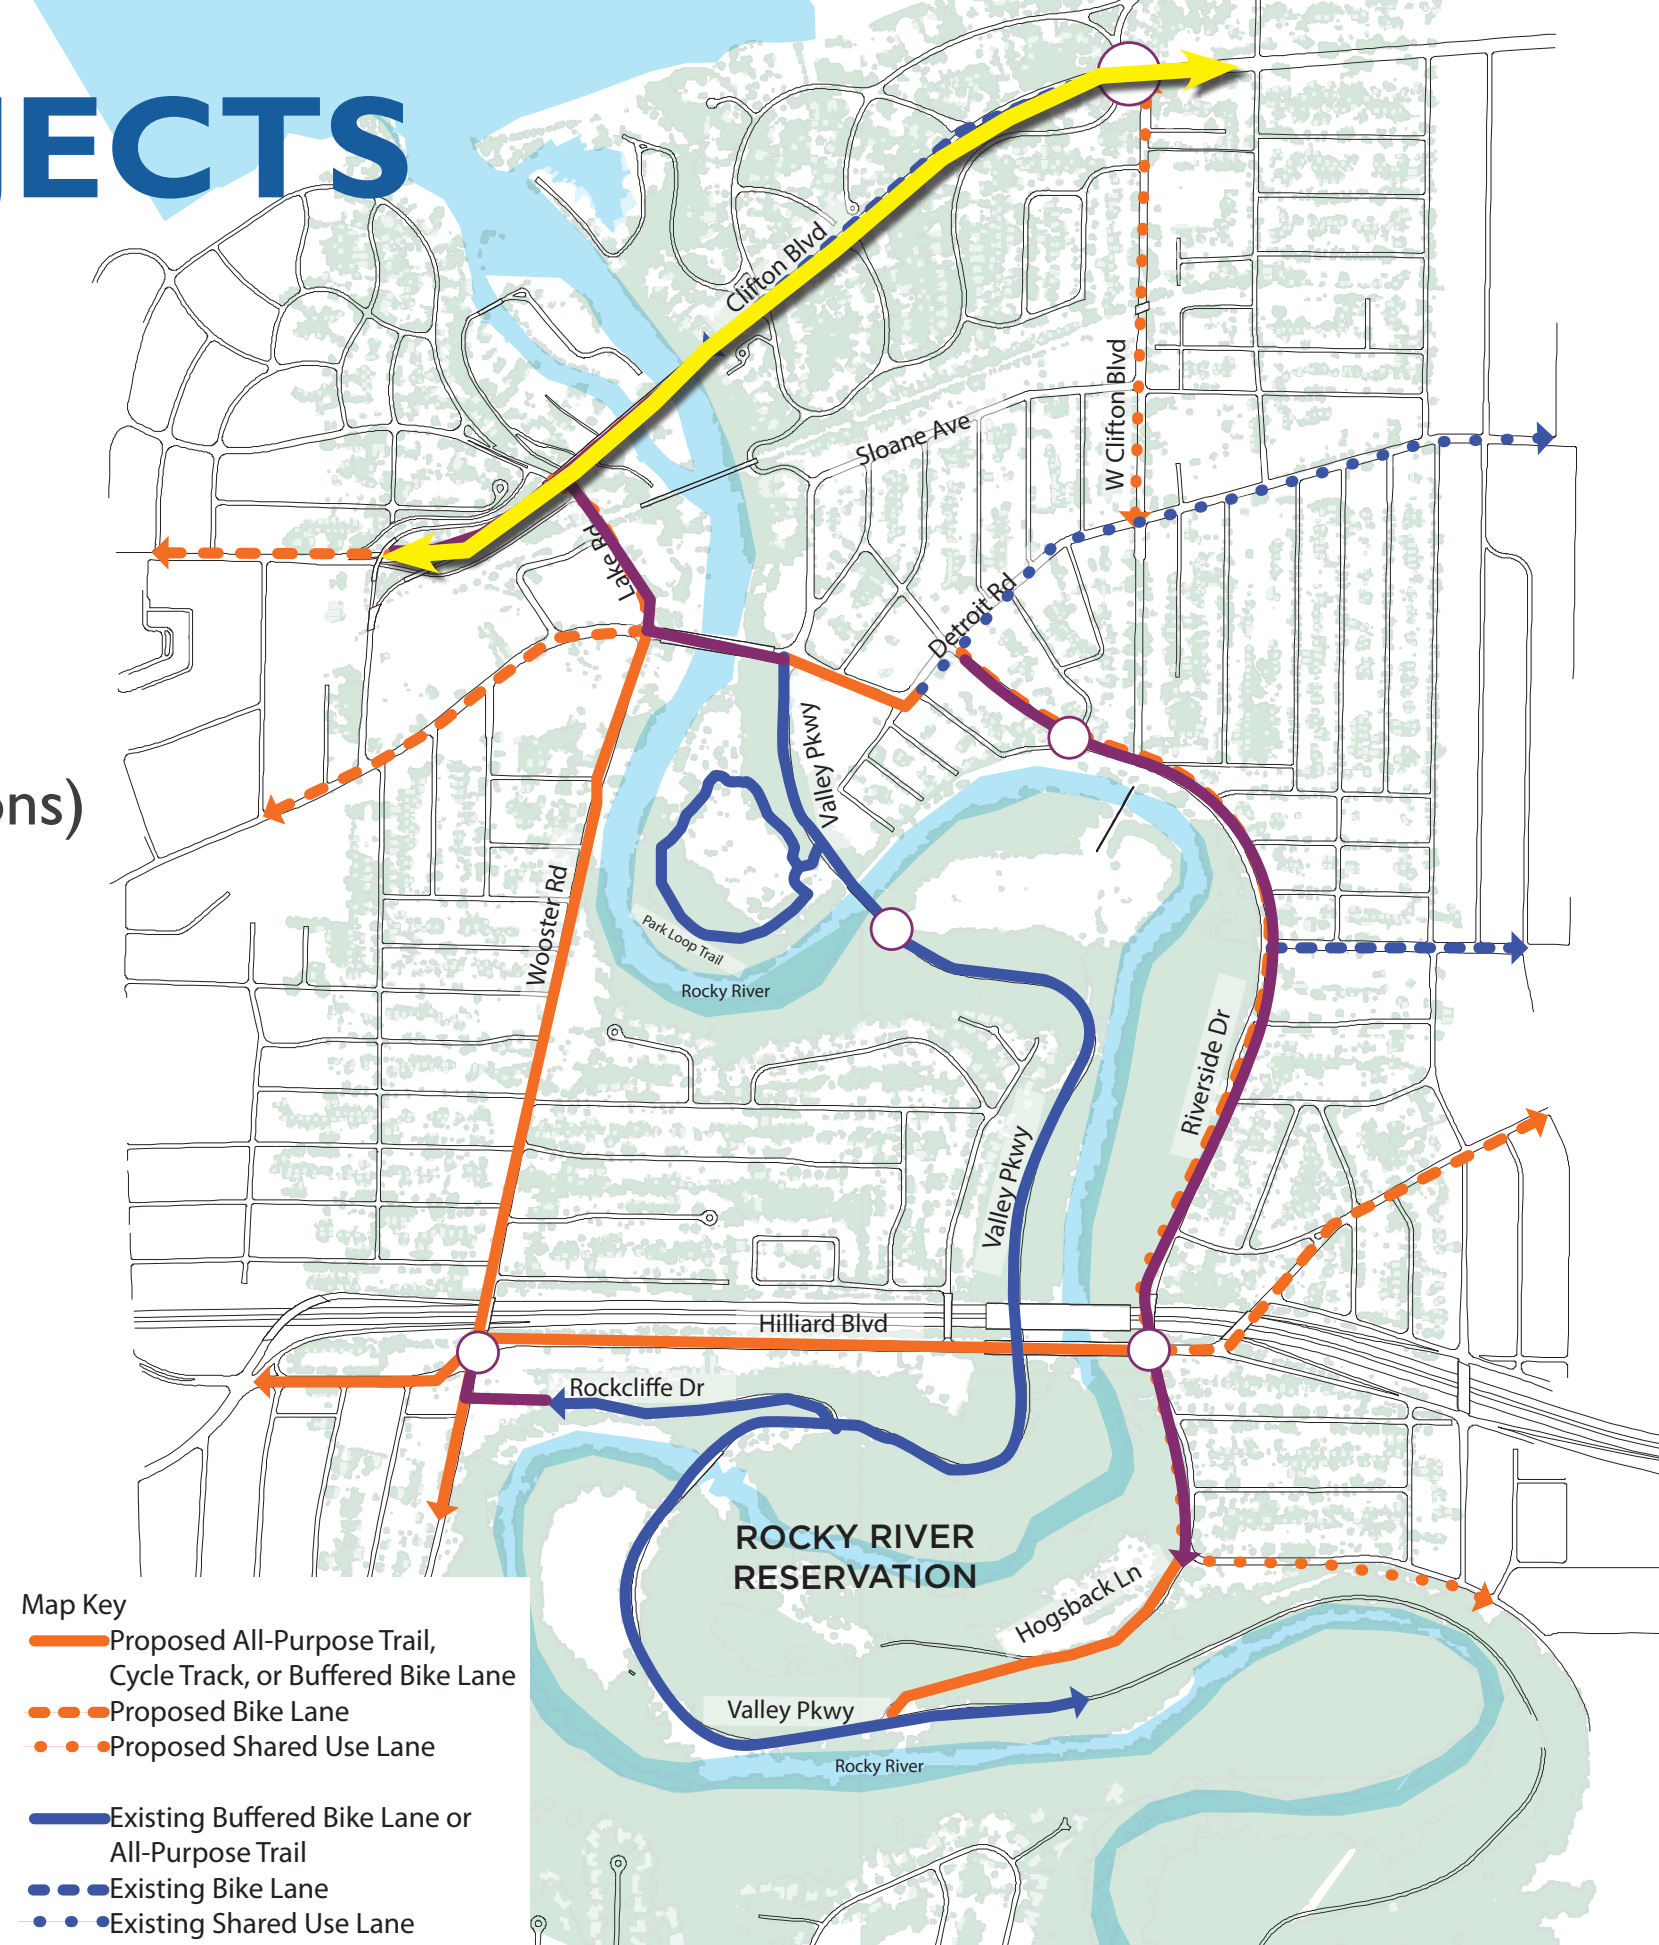 JECTS
ons)
Clifton Blvd
Sloane Ave
W Clifton Blvd
Lake Rd
Detroit Rd
Valley Pkwy
Wooster Rd
Park Loop Trail
Rocky River
Riverside Dr
Valley Pkwy
Hilliard Blvd
Rockcliffe Dr
ROCKY RIVER
RESERVATION
Hogsback Ln
Valley Pkwy
Rocky River
Map Key
Proposed All-Purpose Trail,
Cycle Track, or Buffered Bike Lane
Proposed Bike Lane
Proposed Shared Use Lane
Existing Buffered Bike Lane or
All-Purpose Trail
Existing Bike Lane
Existing Shared Use Lane